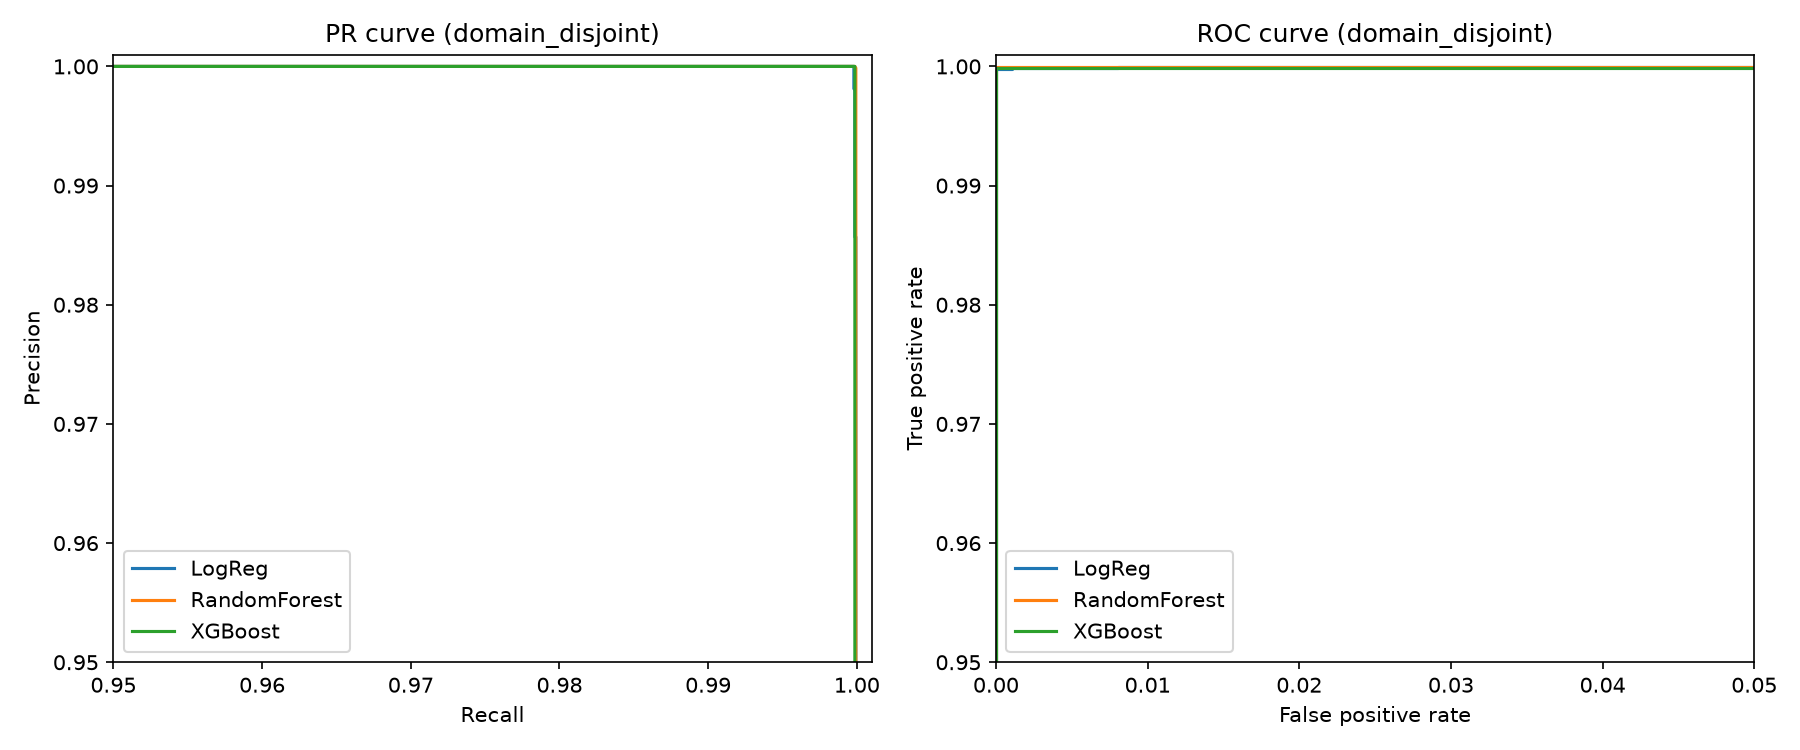 PR curve (domain_disjoint)
1.00
0.99
0.98
0.97
0.96
0.95
Precision
LogReg
RandomForest
XGBoost
0.95 0.96 0.97 0.98 0.99 1.00
Recall
ROC curve (domain_disjoint)
1.00
0.99
0.98
0.97
0.96
0.95
True positive rate
LogReg
RandomForest
XGBoost
0.00 0.01 0.02 0.03 0.04 0.05
False positive rate